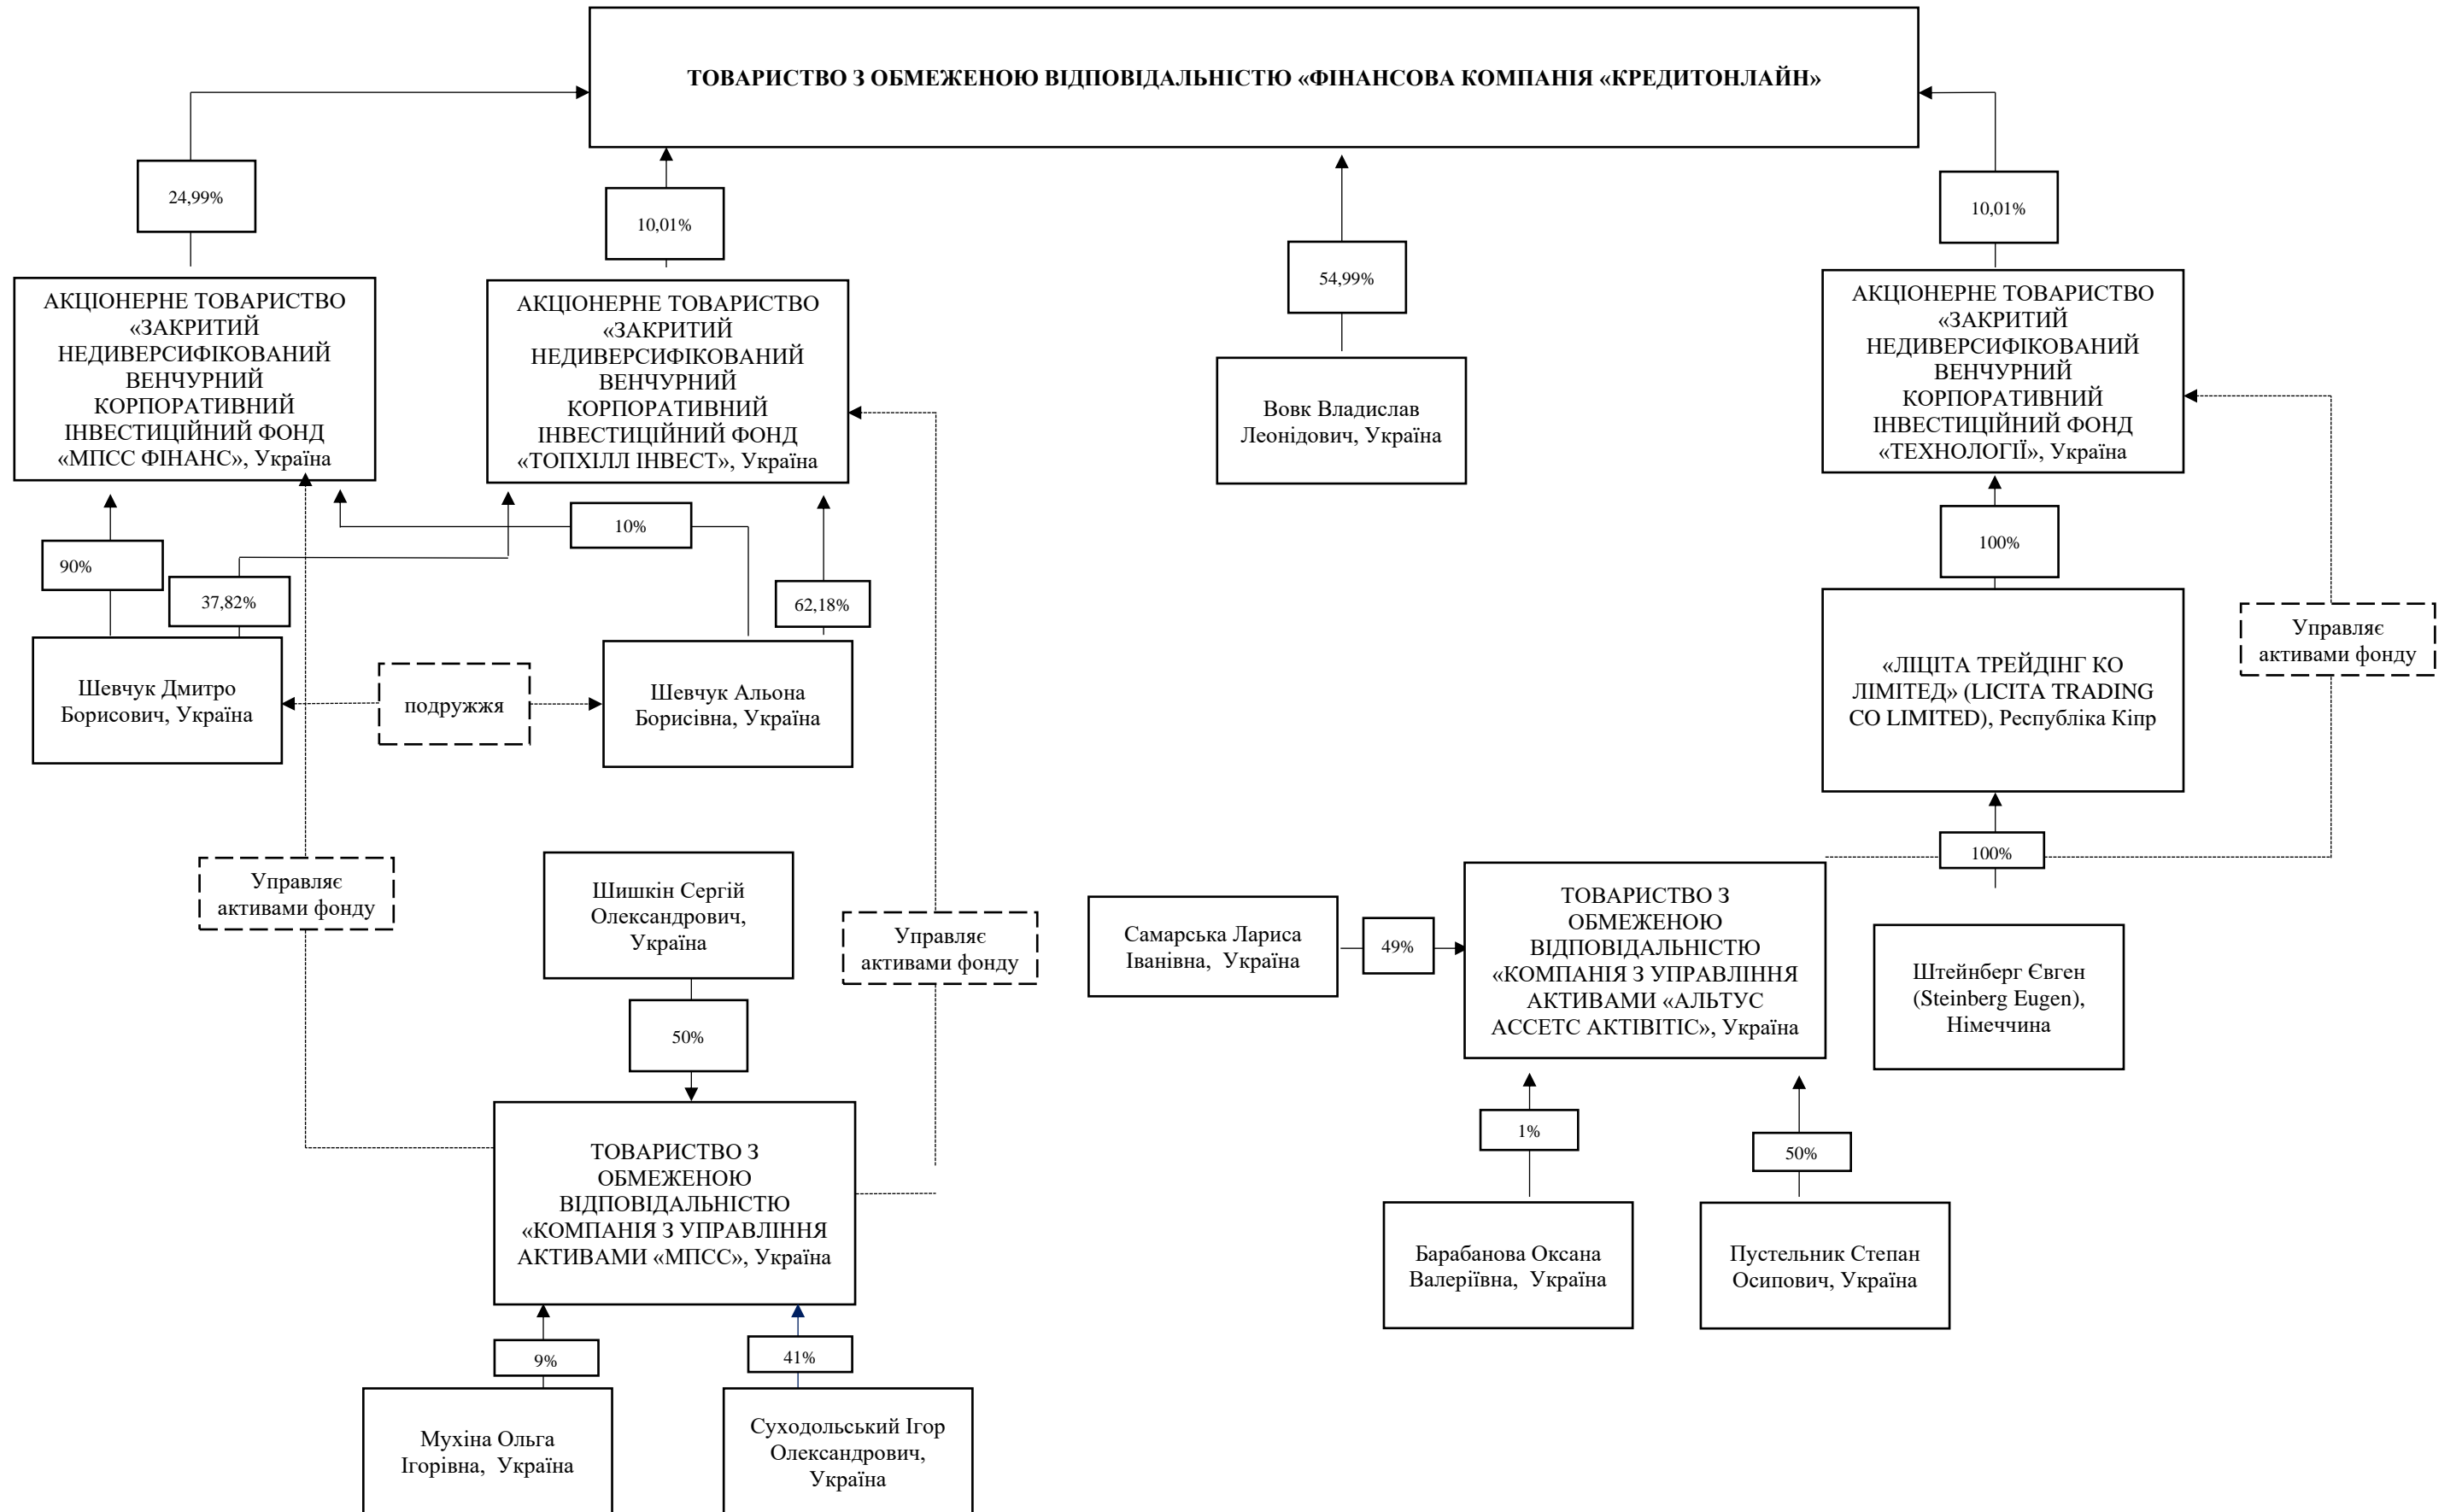 ТОВАРИСТВО З ОБМЕЖЕНОЮ ВІДПОВІДАЛЬНІСТЮ «ФІНАНСОВА КОМПАНІЯ «КРЕДИТОНЛАЙН»
24,99%
10,01%
54,99%
10,01%
АКЦІОНЕРНЕ ТОВАРИСТВО
«ЗАКРИТИЙ
НЕДИВЕРСИФІКОВАНИЙ
ВЕНЧУРНИЙ
КОРПОРАТИВНИЙ
ІНВЕСТИЦІЙНИЙ ФОНД
«МПСС ФІНАНС», Україна
АКЦІОНЕРНЕ ТОВАРИСТВО
«ЗАКРИТИЙ
НЕДИВЕРСИФІКОВАНИЙ
ВЕНЧУРНИЙ
КОРПОРАТИВНИЙ
ІНВЕСТИЦІЙНИЙ ФОНД
«ТОПХІЛЛ ІНВЕСТ», Україна
Вовк Владислав
Леонідович, Україна
АКЦІОНЕРНЕ ТОВАРИСТВО
«ЗАКРИТИЙ
НЕДИВЕРСИФІКОВАНИЙ
ВЕНЧУРНИЙ
КОРПОРАТИВНИЙ
ІНВЕСТИЦІЙНИЙ ФОНД
«ТЕХНОЛОГІЇ», Україна
10%
90%
37,82%
62,18%
100%
Шевчук Дмитро
Борисович, Україна
подружжя
Шевчук Альона
Борисівна, Україна
«ЛІЦІТА ТРЕЙДІНГ КО
ЛІМІТЕД» (LICITA TRADING
CO LIMITED), Республіка Кіпр
Управляє
активами фонду
100%
Управляє
активами фонду
Шишкін Сергій
Олександрович,
Україна
50%
Управляє
активами фонду
Самарська Лариса
Іванівна, Україна
49%
ТОВАРИСТВО З
ОБМЕЖЕНОЮ
ВІДПОВІДАЛЬНІСТЮ
«КОМПАНІЯ З УПРАВЛІННЯ
АКТИВАМИ «АЛЬТУС
АССЕТС АКТІВІТІС», Україна
Штейнберг Євген
(Steinberg Eugen),
Німеччина
1%
50%
ТОВАРИСТВО З
ОБМЕЖЕНОЮ
ВІДПОВІДАЛЬНІСТЮ
«КОМПАНІЯ З УПРАВЛІННЯ
АКТИВАМИ «МПСС», Україна
Барабанова Оксана
Валеріївна, Україна
Пустельник Степан
Осипович, Україна
9%
41%
Мухіна Ольга
Ігорівна, Україна
Суходольський Ігор
Олександрович,
Україна